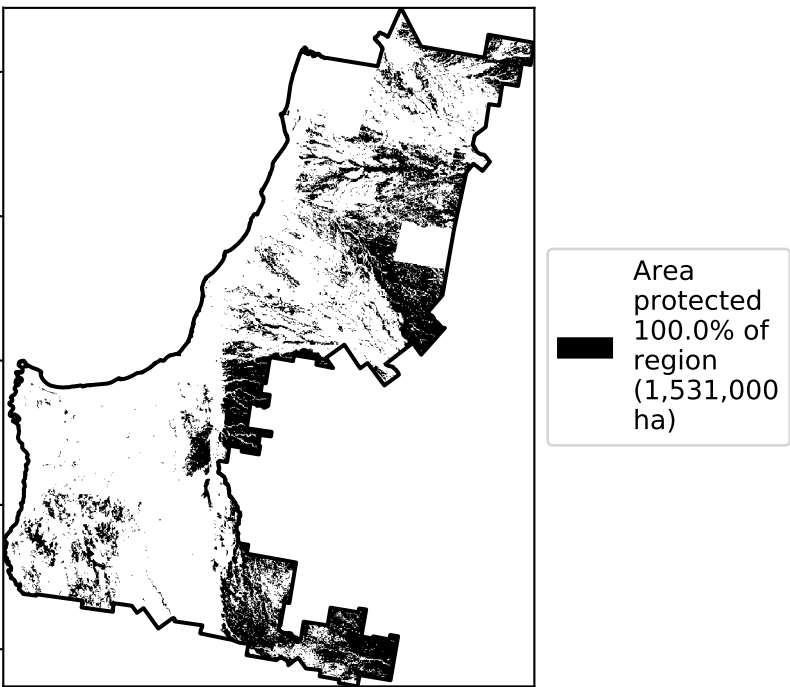 Area
protected
100.0% of
region
(1,531,000
ha)